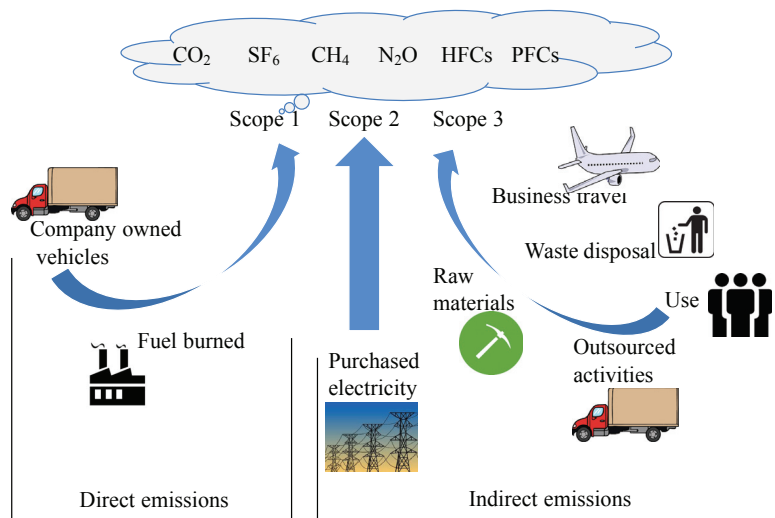 CO₂ SF₆ CH₄ N₂O HFCs PFCs
Scope 1 Scope 2 Scope 3
Company owned
vehicles
Fuel burned
Purchased
electricity
Business travel
Waste disposal
Raw
materials
Use
Outsourced
activities
Direct emissions
Indirect emissions